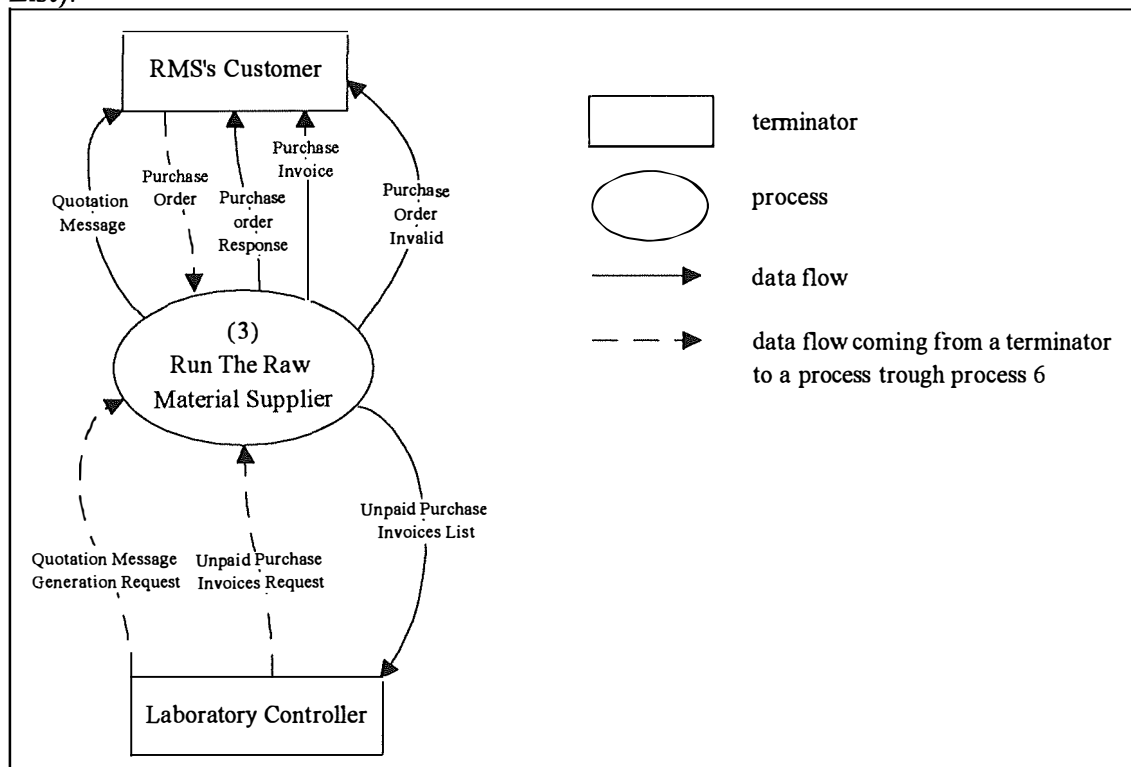 List).
RMS's Customer
terminator
Purchase
Invoice
Purchase
Order
Quotation
Message
Purchase
order
Response
Purchase
Order
Invalid
process
data flow
(3)
Run The Raw
Material Supplier
data flow coming from a terminator
to a process trough process 6
Unpaid Purchase
Invoices List
Quotation Message
Generation Request
Unpaid Purchase
Invoices Request
Laboratory Controller